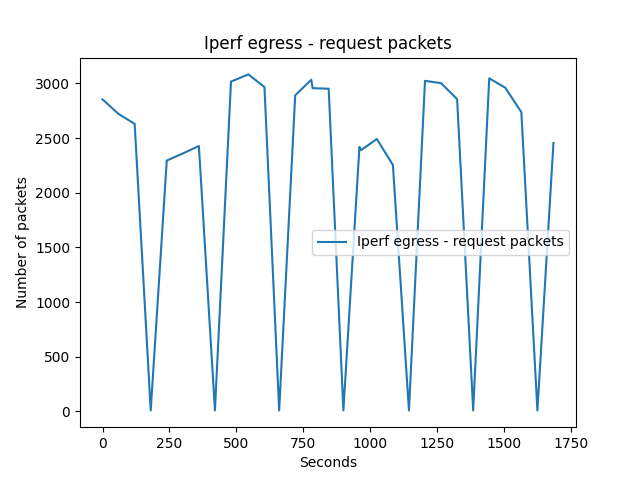 Iperf egress - request packets
3000
2500
2000
1500
1000
500
0
Number of packets
Iperf egress - request packets
0 250 500 750 1000 1250 1500 1750
Seconds